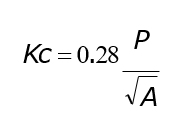 Kc = 0.28 P/√A